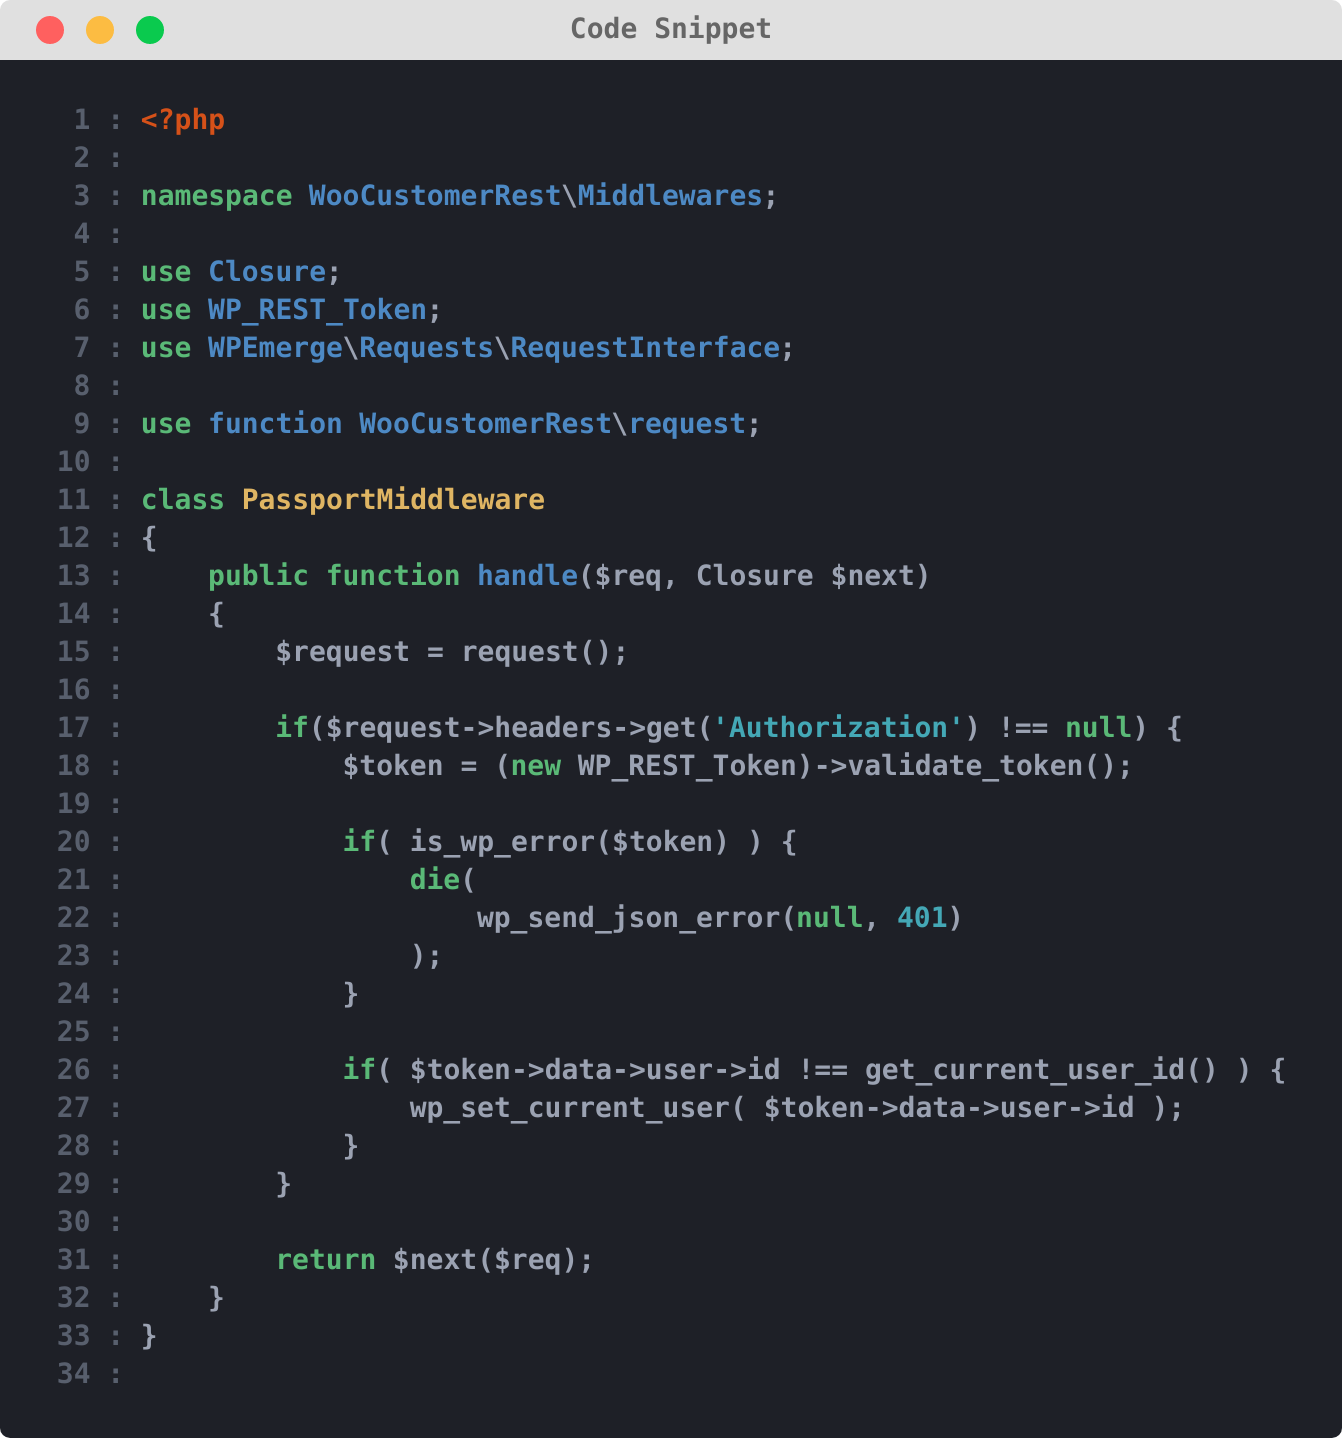 Code Snippet
1 : <?php
2 :
3 : namespace WooCustomerRest\Middlewares;
4 :
5 : use Closure;
6 : use WP_REST_Token;
7 : use WPEmerge\Requests\RequestInterface;
8 :
9 : use function WooCustomerRest\request;
10 :
11 : class PassportMiddleware
12 : {
13 :     public function handle($req, Closure $next)
14 :     {
15 :         $request = request();
16 :
17 :         if($request->headers->get('Authorization') !== null) {
18 :             $token = (new WP_REST_Token)->validate_token();
19 :
20 :             if( is_wp_error($token) ) {
21 :                 die(
22 :                     wp_send_json_error(null, 401)
23 :                 );
24 :             }
25 :
26 :             if( $token->data->user->id !== get_current_user_id() ) {
27 :                 wp_set_current_user( $token->data->user->id );
28 :             }
29 :         }
30 :
31 :         return $next($req);
32 :     }
33 : }
34 :